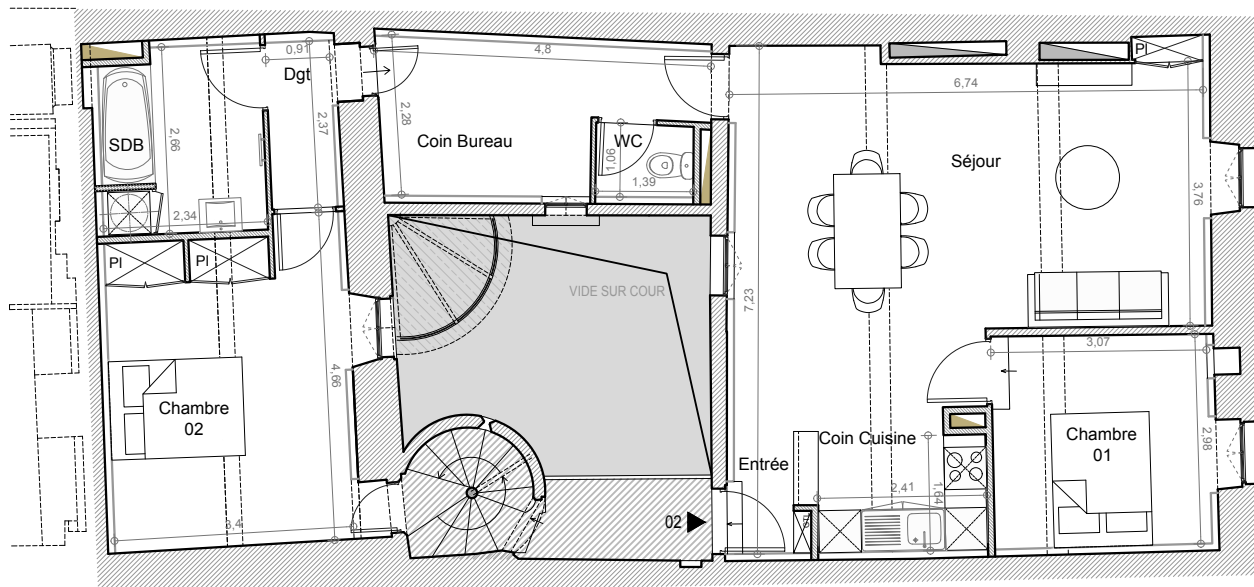 0,91
4,8
Dgt
6,74
Pl
SDB
2,66
2,37
2,28
Coin Bureau
WC
1,06
1,39
Séjour
3,76
2,34
Pl
Pl
VIDE SUR COUR
7,23
3,07
4,66
Chambre
02
Coin Cuisine
Chambre
01
2,98
Entrée
2,41
1,64
02
3,4